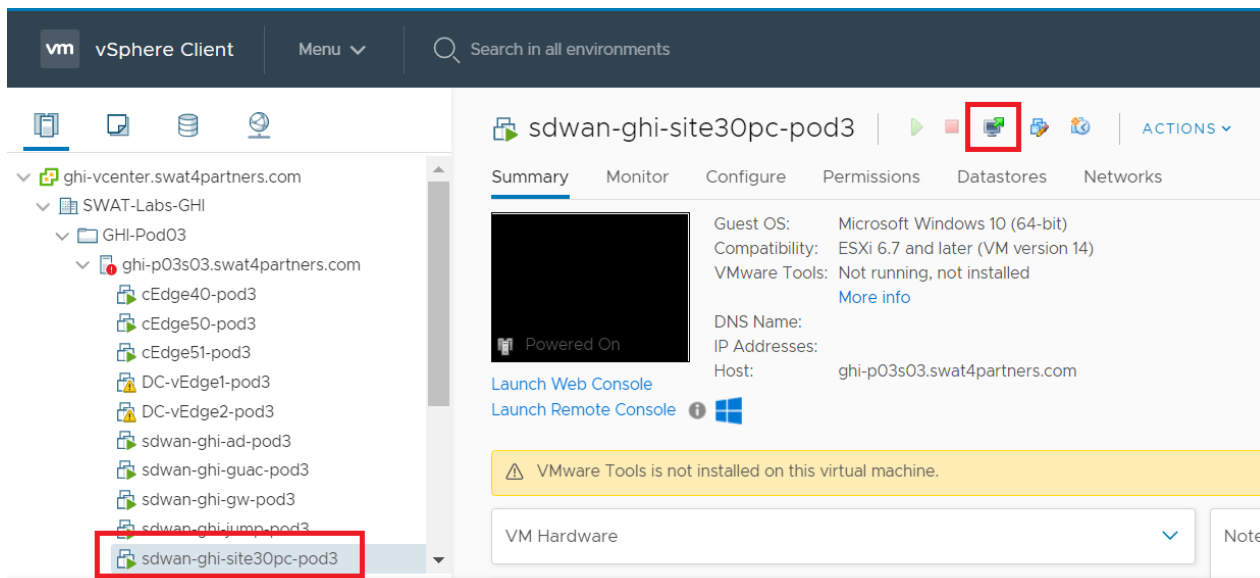 vm vSphere Client Menu Search in all environments
ghi-vcenter.swat4partners.com
SWAT-Labs-GHI
GHI-Pod03
ghi-p03s03.swat4partners.com
cEdge40-pod3
cEdge50-pod3
cEdge51-pod3
DC-vEdge1-pod3
DC-vEdge2-pod3
sdwan-ghi-ad-pod3
sdwan-ghi-guac-pod3
sdwan-ghi-gw-pod3
sdwan-ghi-jump-pod3
sdwan-ghi-site30pc-pod3
sdwan-ghi-site30pc-pod3 ACTIONS
Summary Monitor Configure Permissions Datastores Networks
Powered On
Guest OS: Microsoft Windows 10 (64-bit)
Compatibility: ESXi 6.7 and later (VM version 14)
VMware Tools: Not running, not installed
More info
DNS Name:
IP Addresses:
Host: ghi-p03s03.swat4partners.com
Launch Web Console
Launch Remote Console
VMware Tools is not installed on this virtual machine.
VM Hardware
Note